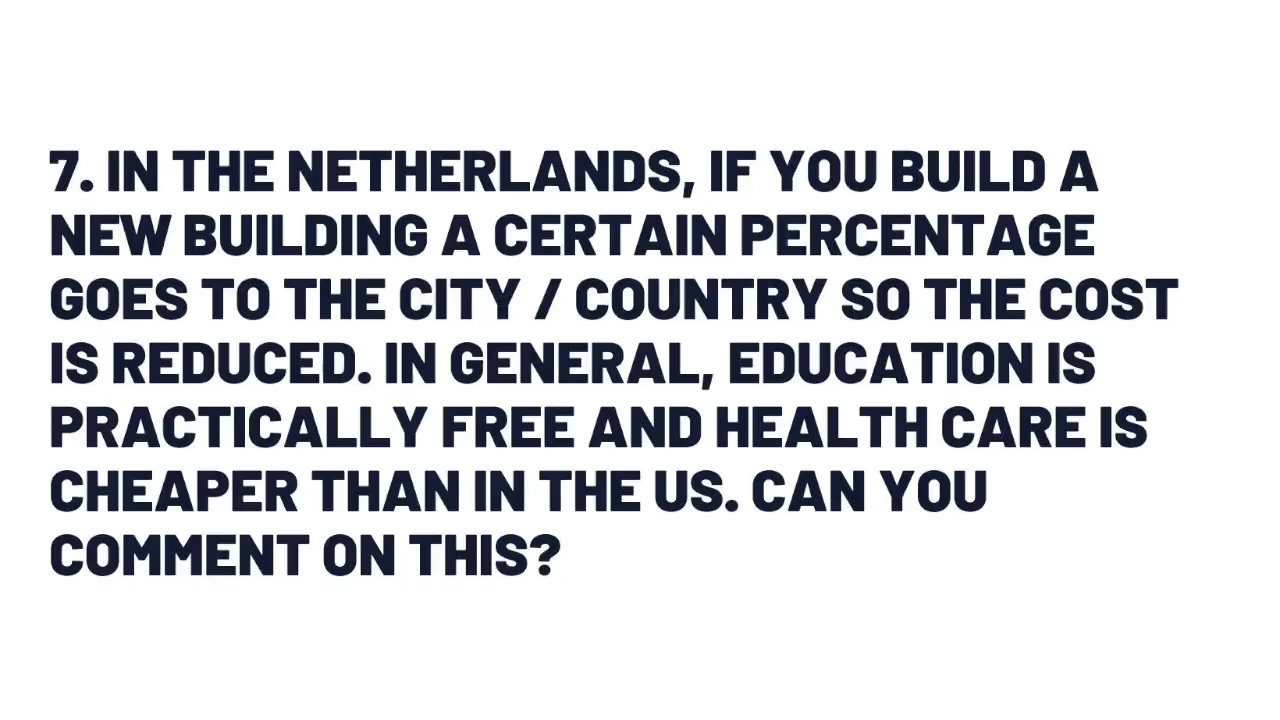 7. IN THE NETHERLANDS, IF YOU BUILD A
NEW BUILDING A CERTAIN PERCENTAGE
GOES TO THE CITY / COUNTRY SO THE COST
IS REDUCED. IN GENERAL, EDUCATION IS
PRACTICALLY FREE AND HEALTH CARE IS
CHEAPER THAN IN THE US. CAN YOU
COMMENT ON THIS?